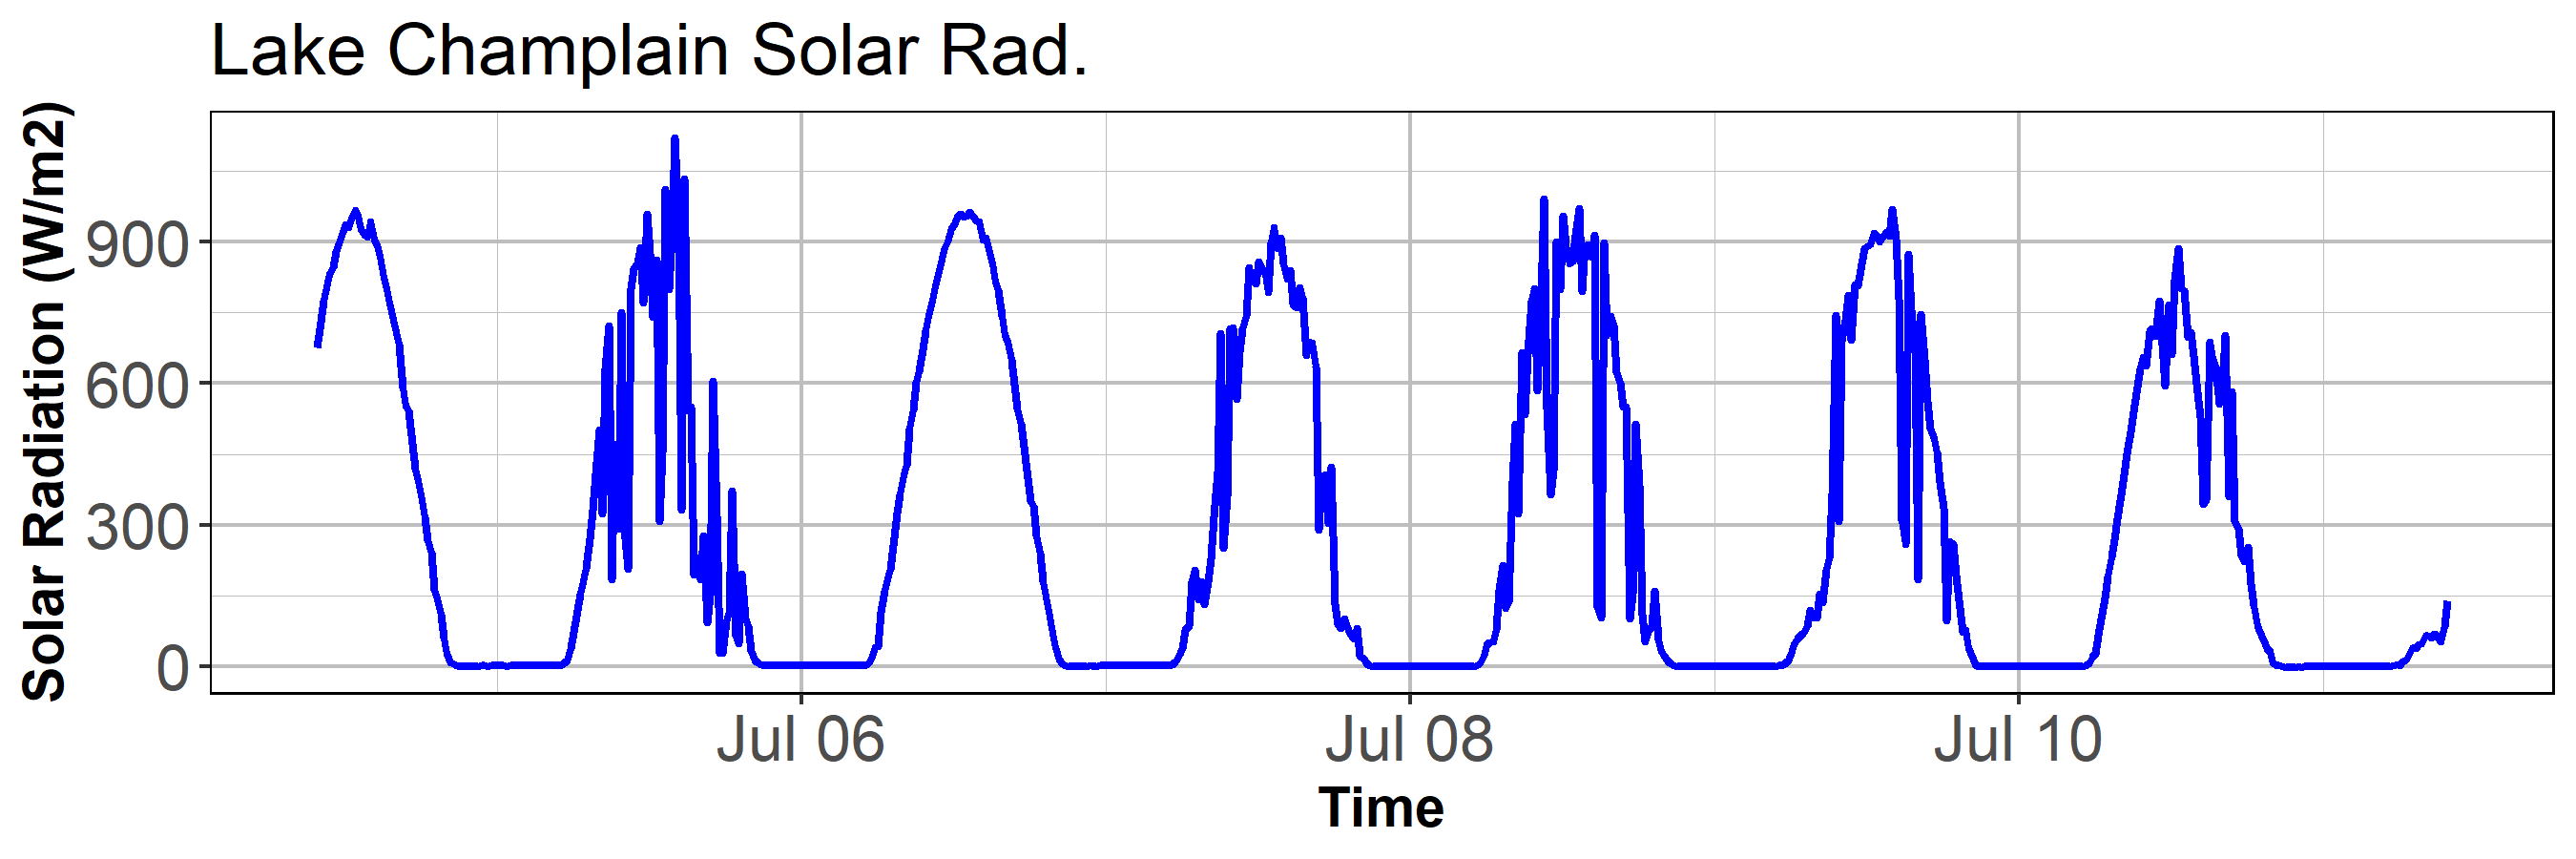 Lake Champlain Solar Rad.
Solar Radiation (W/m2)
900
600
300
0
Jul 06 Jul 08 Jul 10
Time